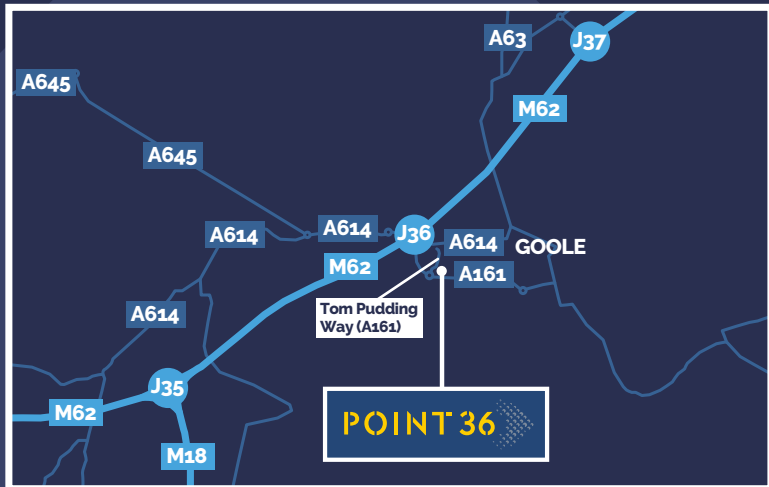 A63
J37
A645
M62
A645
A614
A614
J36
A614
GOOLE
M62
A161
Tom Pudding
Way (A161)
A614
J35
M62
POINT 36
M18